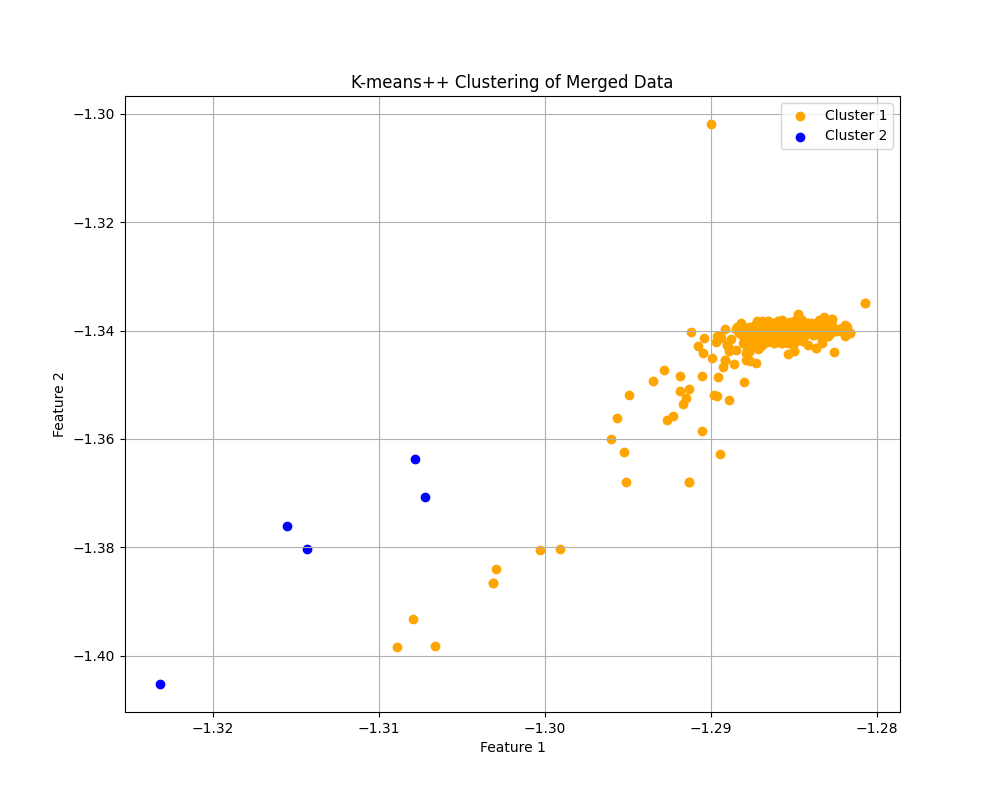 K-means++ Clustering of Merged Data
Cluster 1
Cluster 2
−1.30
−1.32
−1.34
−1.36
−1.38
−1.40
Feature 2
−1.32
−1.31
−1.30
−1.29
−1.28
Feature 1